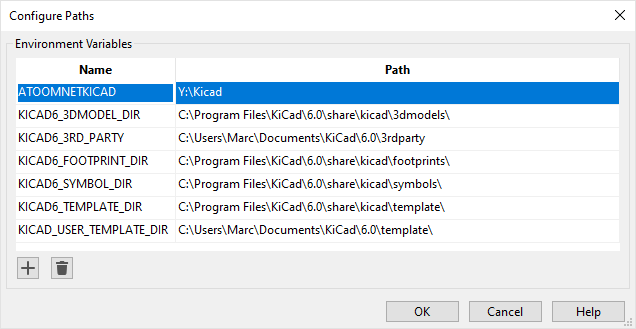 Configure Paths
Environment Variables
Name Path
ATOOMNETKICAD Y:\Kicad
KICAD6_3DMODEL_DIR C:\Program Files\KiCad\6.0\share\kicad\3dmodels\
KICAD6_3RD_PARTY C:\Users\Marc\Documents\KiCad\6.0\3rdparty
KICAD6_FOOTPRINT_DIR C:\Program Files\KiCad\6.0\share\kicad\footprints\
KICAD6_SYMBOL_DIR C:\Program Files\KiCad\6.0\share\kicad\symbols\
KICAD6_TEMPLATE_DIR C:\Program Files\KiCad\6.0\share\kicad\template\
KICAD_USER_TEMPLATE_DIR C:\Users\Marc\Documents\KiCad\6.0\template\
OK Cancel Help